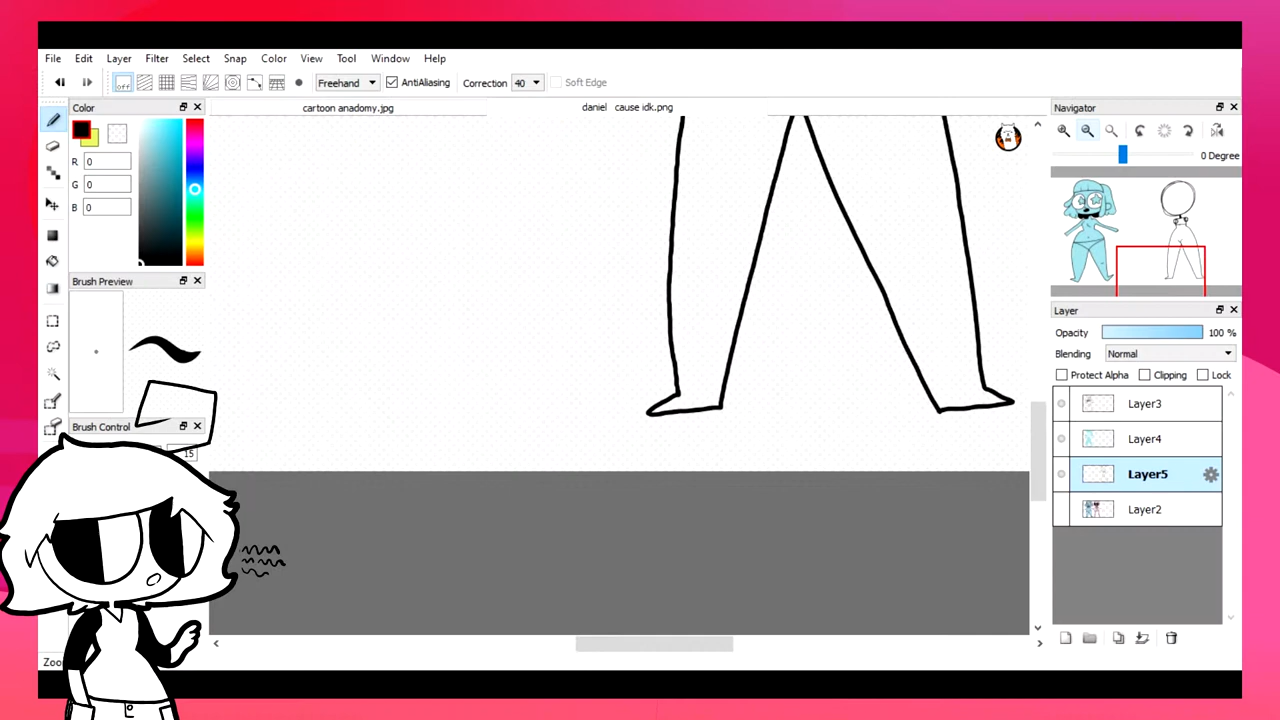 File Edit Layer Filter Select Snap Color View Tool Window Help
off Freehand AntiAliasing Correction 40 Soft Edge
Color cartoon anadomy.jpg daniel cause idk.png Navigator
R 0
G 0
B 0
0 Degree
Brush Preview
Layer
Opacity 100 %
Blending Normal
Protect Alpha Clipping Lock
Layer3
Brush Control
Layer4
15
Layer5
Layer2
Zoo